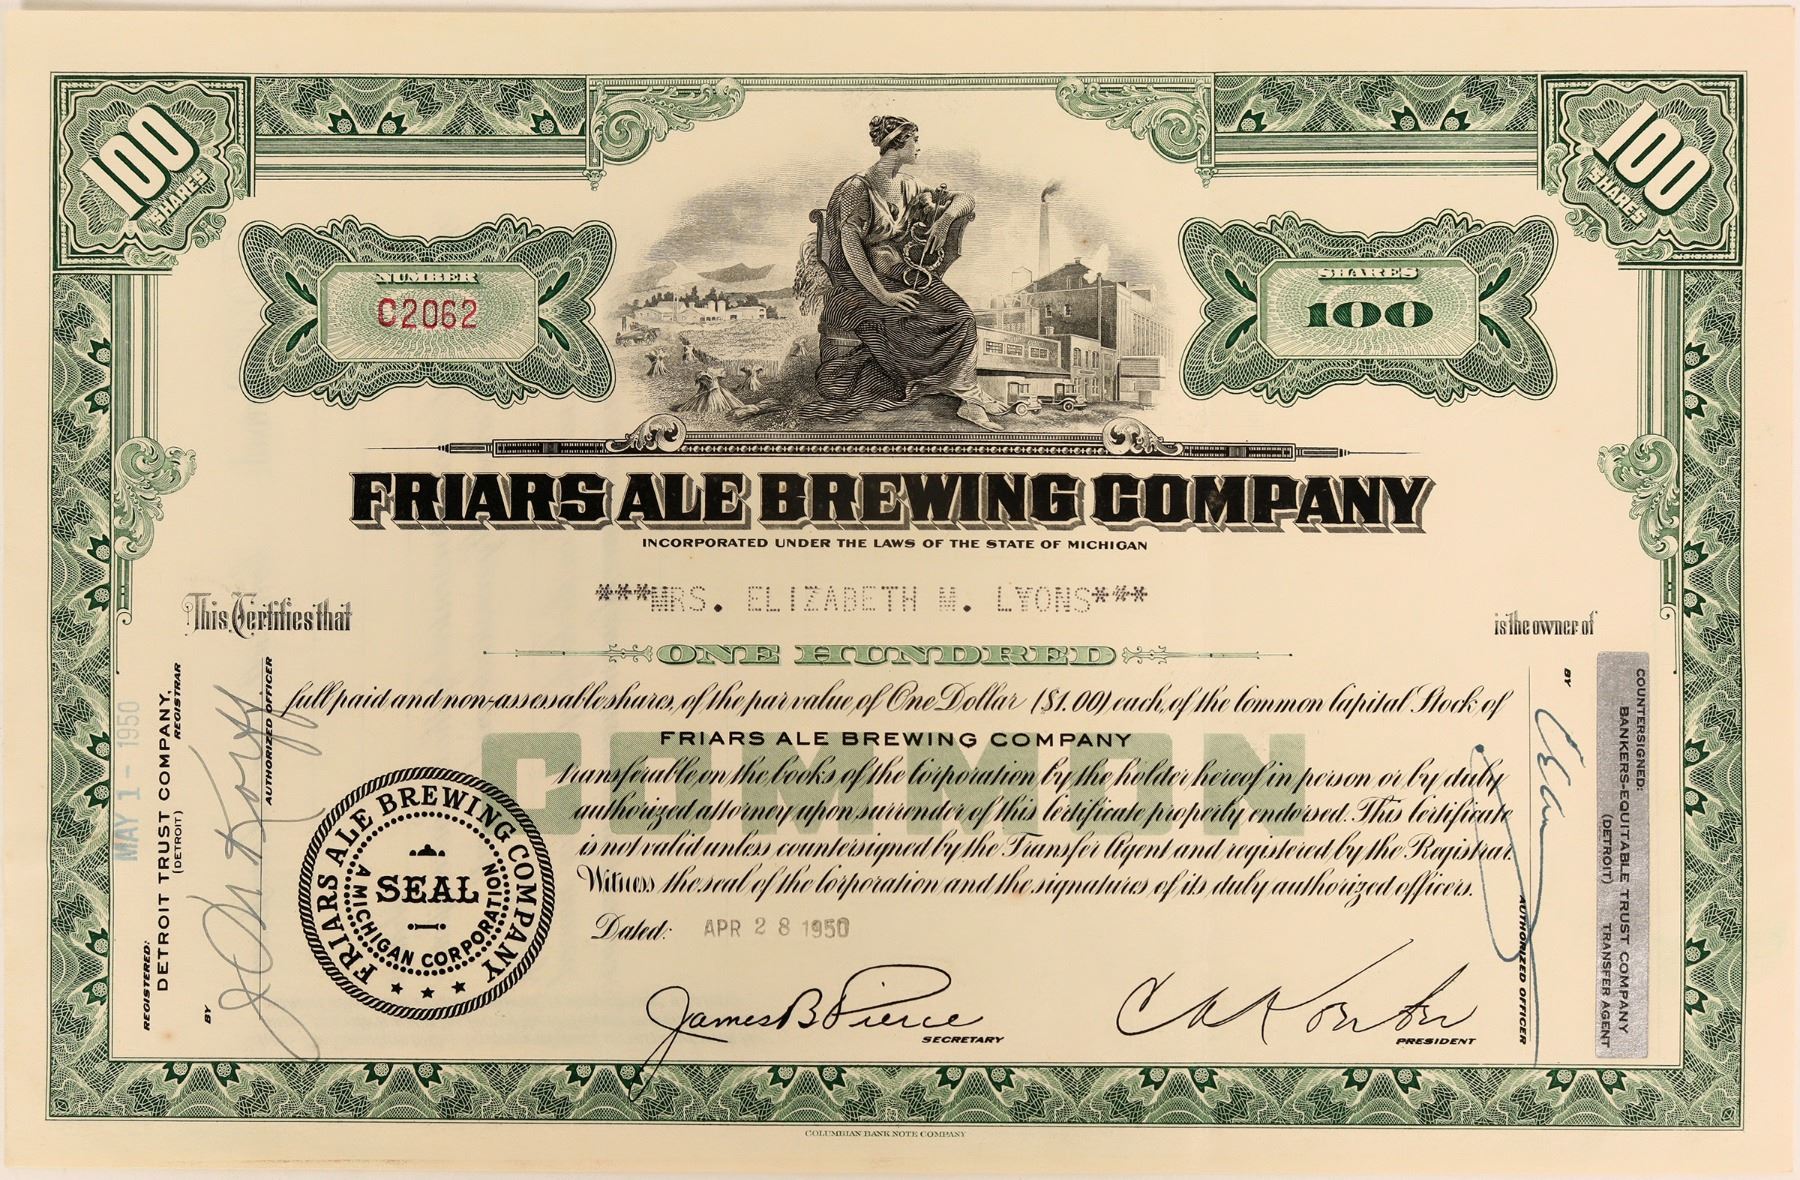 100
SHARES
100
SHARES
NUMBER
C2062
SHARES
100
FRIARS ALE BREWING COMPANY
INCORPORATED UNDER THE LAWS OF THE STATE OF MICHIGAN
This Certifies that
***MRS. ELIZABETH M. LYONS***
is the owner of
ONE HUNDRED
full paid and non-assessable shares, of the par value of One Dollar ($1.00) each, of the Common Capital Stock of
FRIARS ALE BREWING COMPANY
COMMON
transferable on the books of the Corporation by the holder hereof in person or by duly
authorized attorney upon surrender of this Certificate properly endorsed. This Certificate
is not valid unless countersigned by the Transfer Agent and registered by the Registrar.
Witness the seal of the Corporation and the signatures of its duly authorized officers.
Dated: APR 28 1950
James B Pierce
SECRETARY
PRESIDENT
FRIARS ALE BREWING COMPANY
A MICHIGAN CORPORATION
SEAL
MAY 1 - 1950
REGISTERED:
DETROIT TRUST COMPANY,
(DETROIT) REGISTRAR
BY
AUTHORIZED OFFICER
COUNTERSIGNED:
BANKERS-EQUITABLE TRUST COMPANY
(DETROIT) TRANSFER AGENT
BY
AUTHORIZED OFFICER
COLUMBIAN BANK NOTE COMPANY